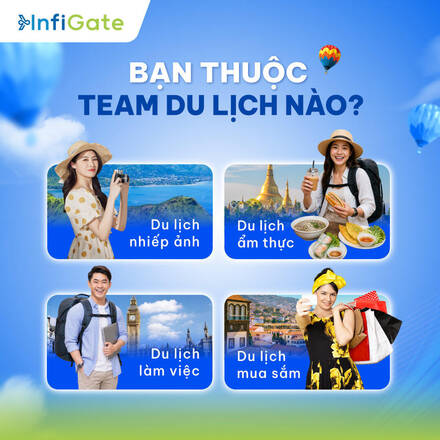 InfiGate
BẠN THUỘC
TEAM DU LỊCH NÀO?
Du lịch
nhiếp ảnh
Du lịch
ẩm thực
Du lịch
làm việc
Du lịch
mua sắm